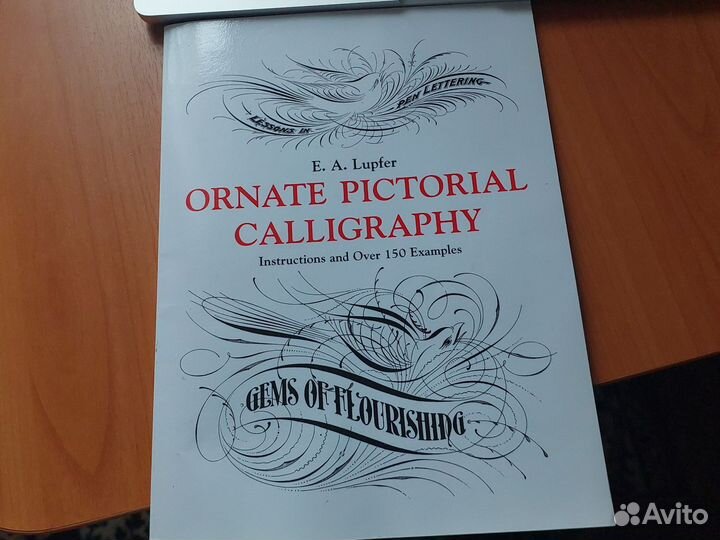 LESSONS IN
PEN LETTERING
E. A. Lupfer
ORNATE PICTORIAL
CALLIGRAPHY
Instructions and Over 150 Examples
GEMS OF FLOURISHING
Avito